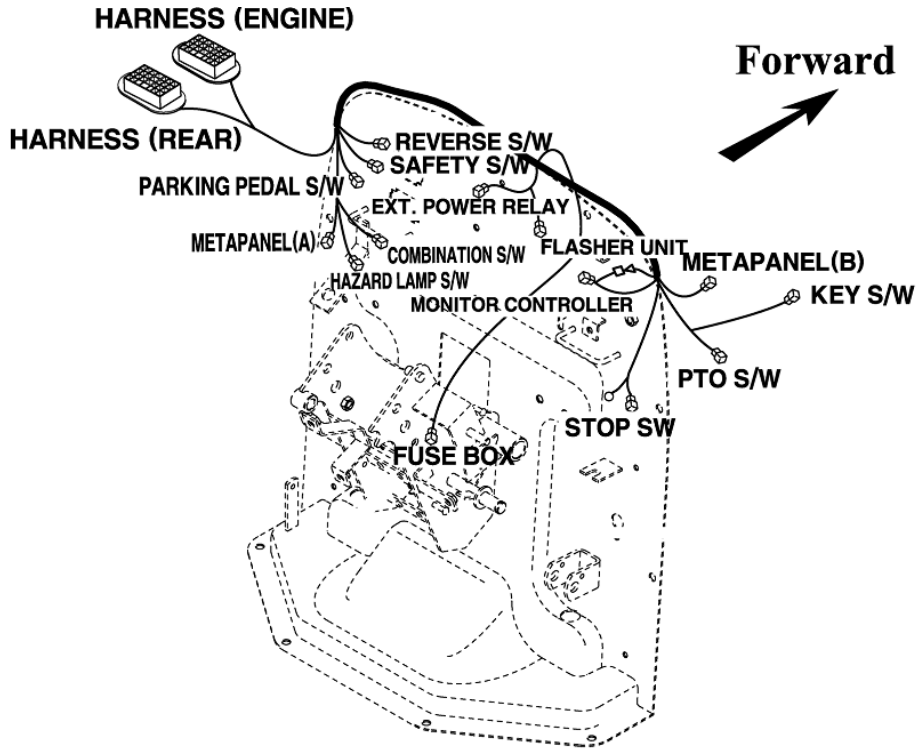 HARNESS (ENGINE)
Forward
HARNESS (REAR)
REVERSE S/W
SAFETY S/W
PARKING PEDAL S/W
EXT. POWER RELAY
METAPANEL(A)
COMBINATION S/W
FLASHER UNIT
METAPANEL(B)
HAZARD LAMP S/W
KEY S/W
MONITOR CONTROLLER
PTO S/W
STOP SW
FUSE BOX